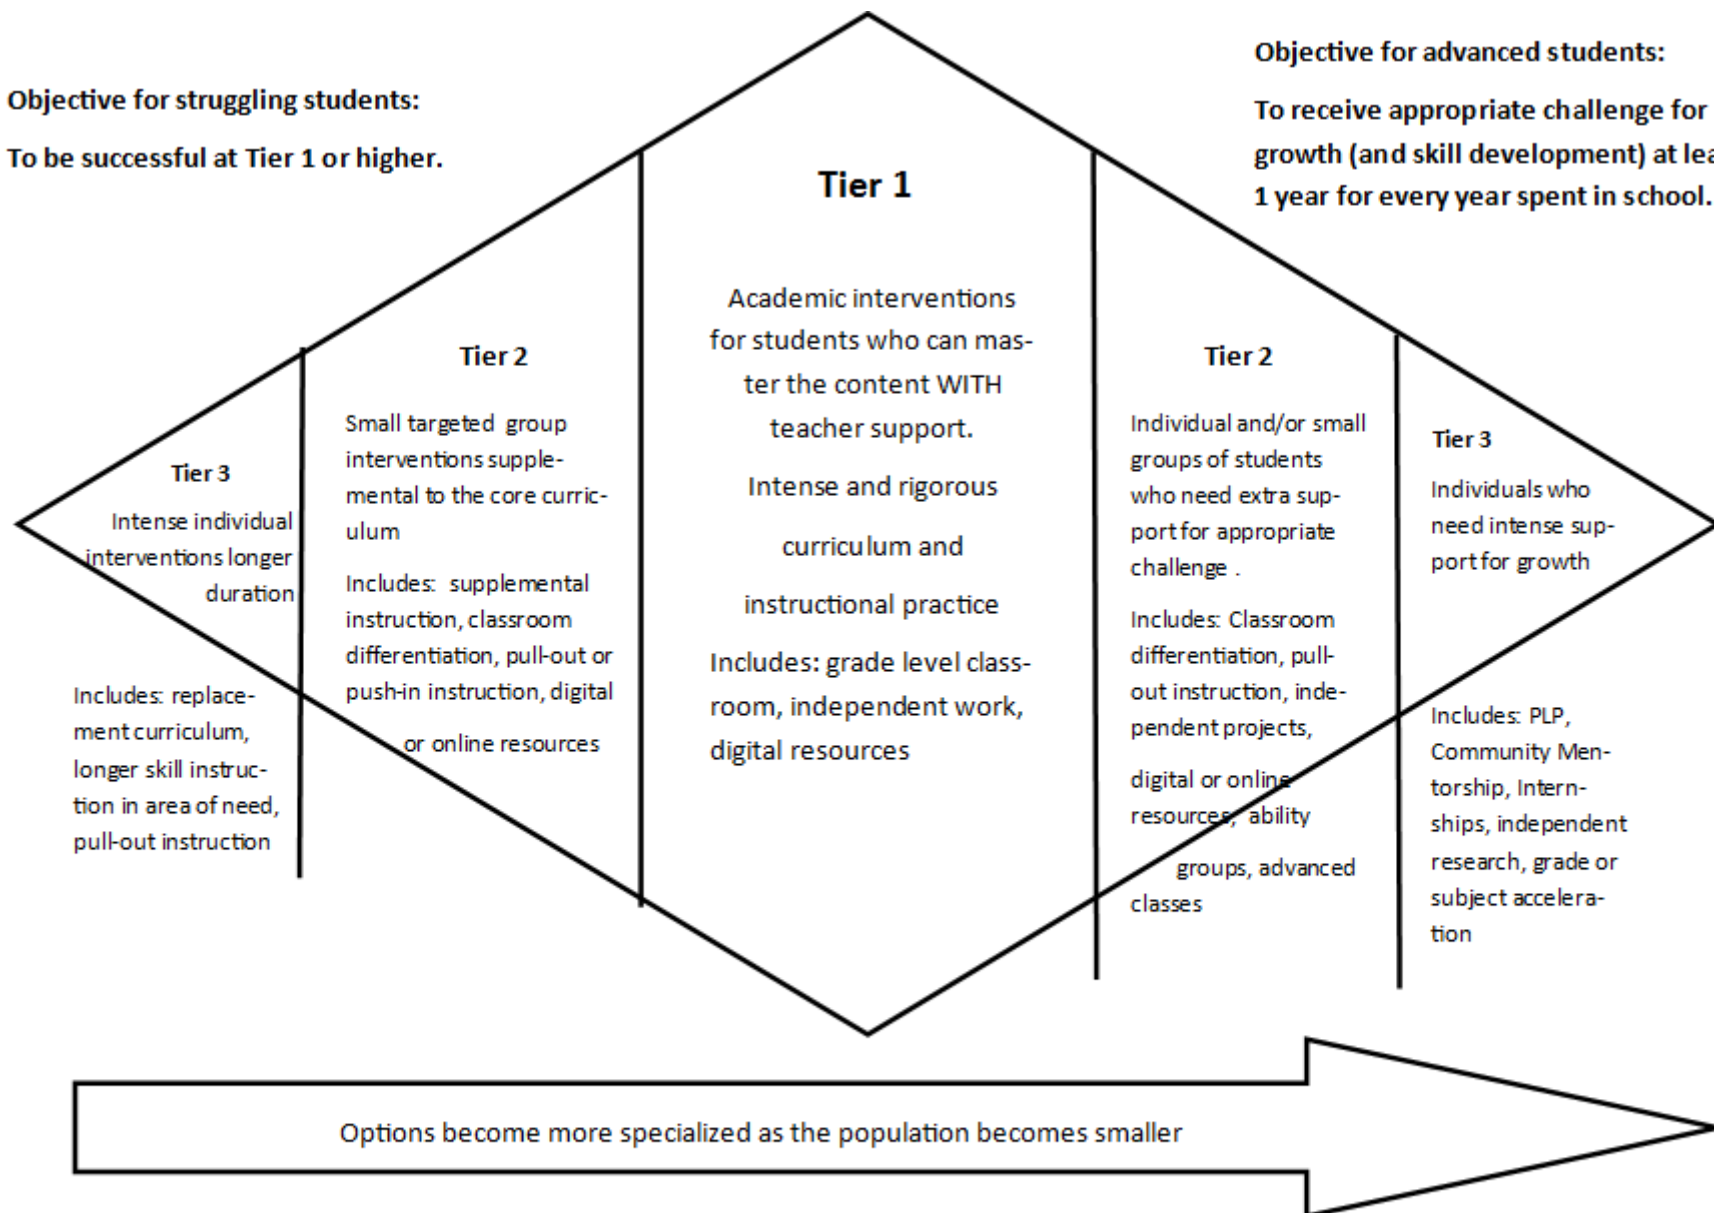 Objective for struggling students:
To be successful at Tier 1 or higher.
Objective for advanced students:
To receive appropriate challenge for
growth (and skill development) at lea
1 year for every year spent in school.
Tier 3
Intense individual
interventions longer
duration
Includes: replace-
ment curriculum,
longer skill instruc-
tion in area of need,
pull-out instruction
Tier 2
Small targeted group
interventions supple-
mental to the core curric-
ulum
Includes: supplemental
instruction, classroom
differentiation, pull-out or
push-in instruction, digital
or online resources
Tier 1
Academic interventions
for students who can mas-
ter the content WITH
teacher support.
Intense and rigorous
curriculum and
instructional practice
Includes: grade level class-
room, independent work,
digital resources
Tier 2
Individual and/or small
groups of students
who need extra sup-
port for appropriate
challenge .
Includes: Classroom
differentiation, pull-
out instruction, inde-
pendent projects,
digital or online
resources, ability
groups, advanced
classes
Tier 3
Individuals who
need intense sup-
port for growth
Includes: PLP,
Community Men-
torship, Intern-
ships, independent
research, grade or
subject accelera-
tion
Options become more specialized as the population becomes smaller